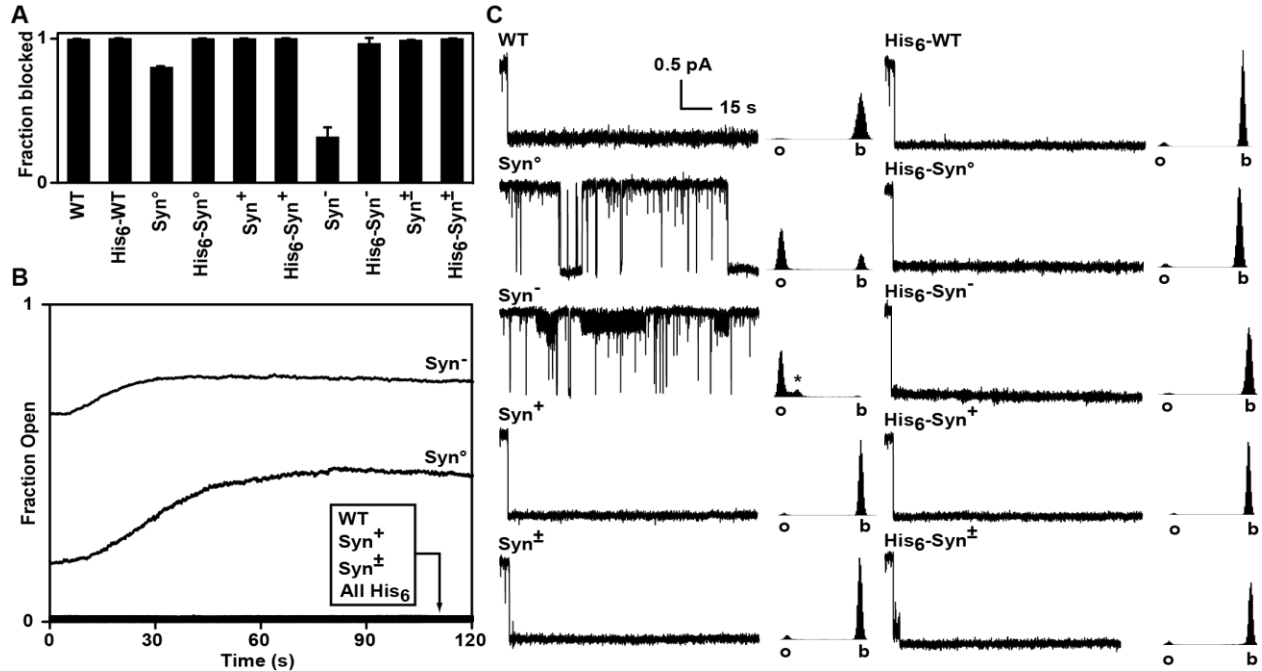 A
Fraction blocked
1
0
WT
His6-WT
Syn°
His6-Syn°
Syn+
His6-Syn+
Syn-
His6-Syn-
Syn±
His6-Syn±
B
Fraction Open
1
0
Syn-
Syn°
WT
Syn+
Syn±
All His6
0 30 60 90 120
Time (s)
C
WT
0.5 pA
15 s
o b
Syn°
o b
Syn-
*
o b
Syn+
o b
Syn±
o b
His6-WT
o b
His6-Syn°
o b
His6-Syn-
o b
His6-Syn+
o b
His6-Syn±
o b